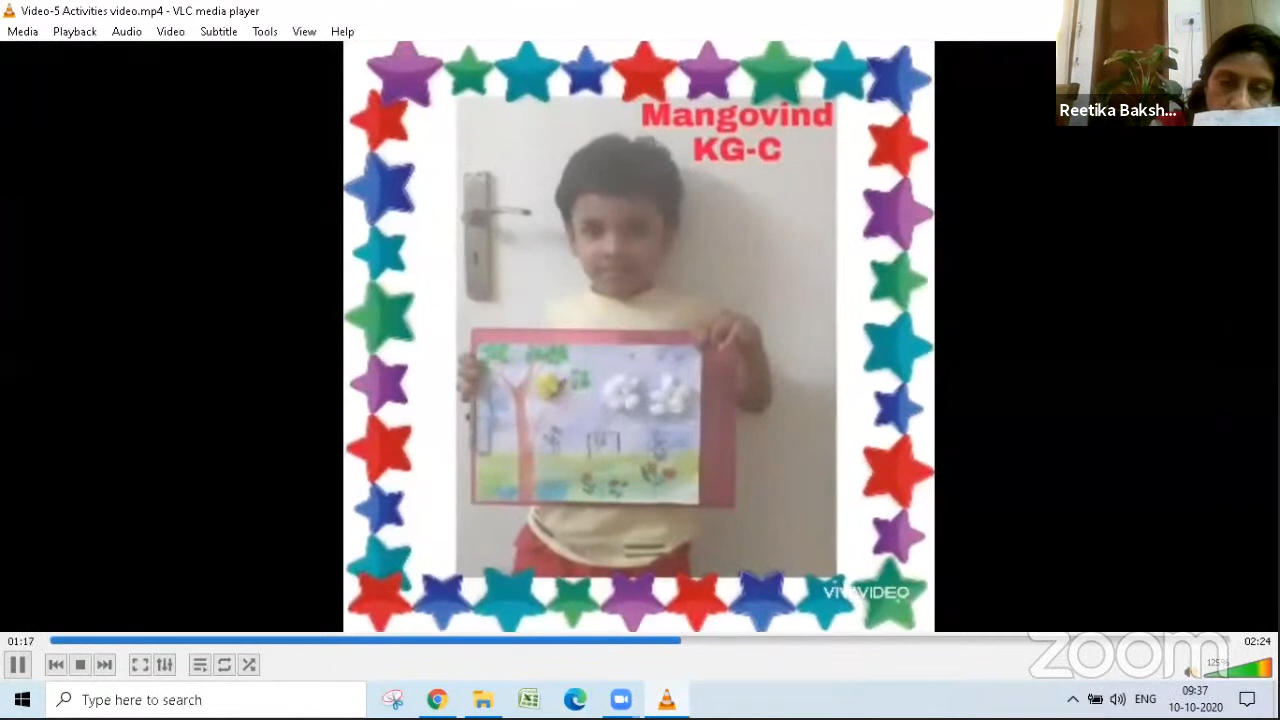 Video-5 Activities video.mp4 - VLC media player
Media Playback Audio Video Subtitle Tools View Help
Reetika Baksh...
Mangovind
KG-C
VIVAVIDEO
01:17
02:24
zoom
125%
Type here to search
ENG
09:37
10-10-2020